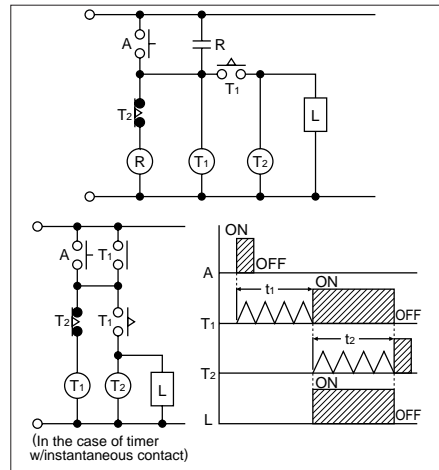 A
R
T1
T2
L
R
T1
T2
A
T1
T2
T1
T1
T2
L
(In the case of timer
w/instantaneous contact)
ON
A
OFF
t1
ON
T1
OFF
t2
T2
ON
L
OFF